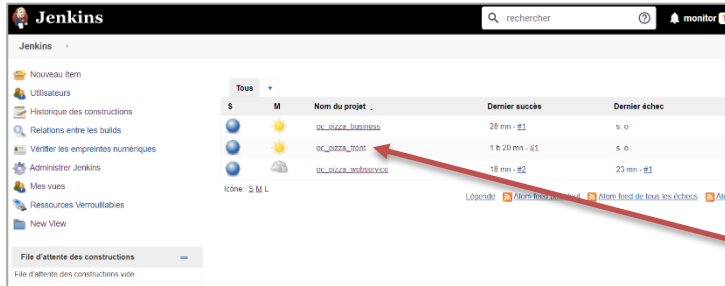 Jenkins
rechercher
monitor
Jenkins
Nouveau Item
Utilisateurs
Historique des constructions
Relations entre les builds
Vérifier les empreintes numériques
Administrer Jenkins
Mes vues
Ressources Verrouillables
New View
File d'attente des constructions
File d'attente des constructions vide
Tous +
S M Nom du projet ↓ Dernier succès Dernier échec
oc_pizza_business 28 mn - #1 s. o.
oc_pizza_front 1 h 20 mn - #1 s. o.
oc_pizza_webservice 18 mn - #2 23 mn - #1
Icône: S M L
Légende Atom feed tout Atom feed de tous les échecs